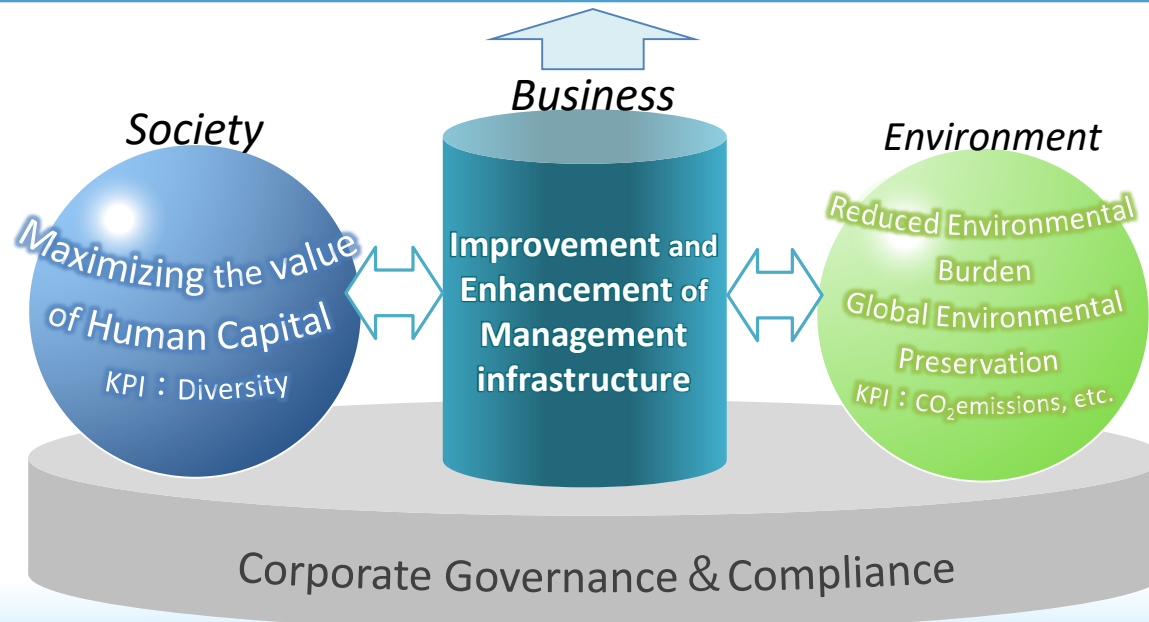 Business
Society
Environment
Maximizing the value
of Human Capital
KPI：Diversity
Improvement and
Enhancement of
Management
infrastructure
Reduced Environmental
Burden
Global Environmental
Preservation
KPI：CO₂emissions, etc.
Corporate Governance & Compliance